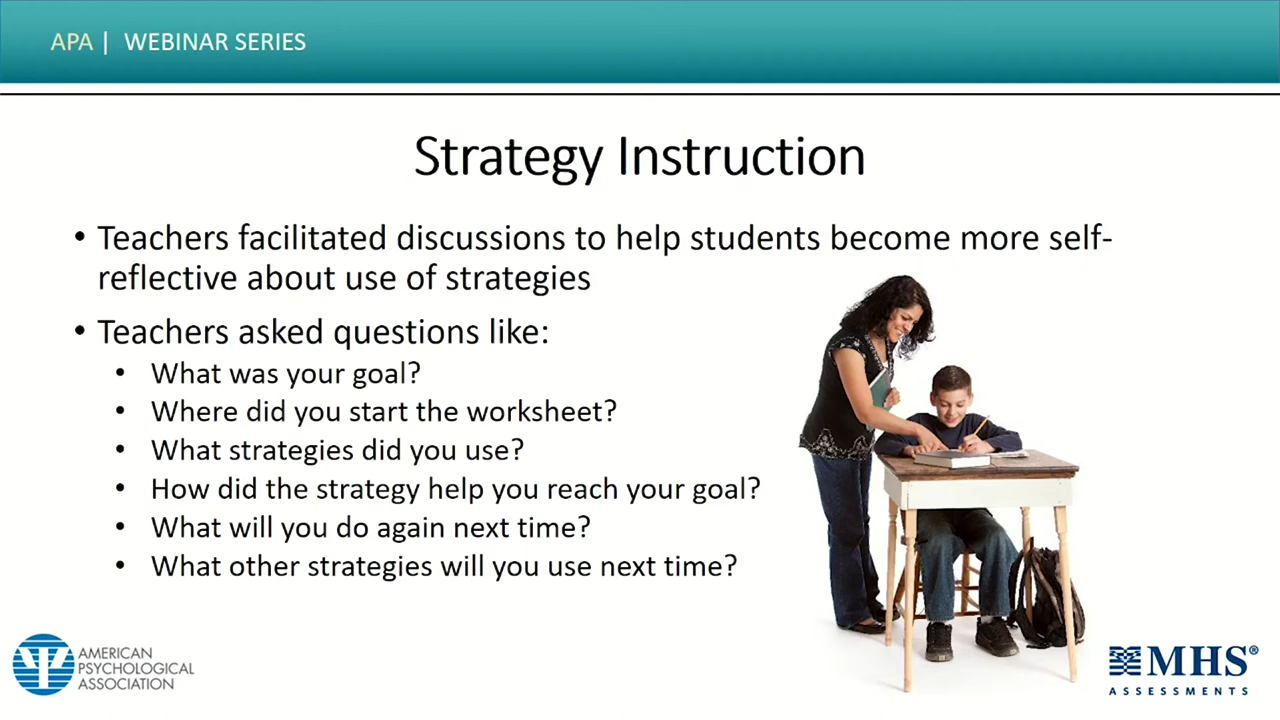 APA | WEBINAR SERIES
Strategy Instruction
• Teachers facilitated discussions to help students become more self-
reflective about use of strategies
• Teachers asked questions like:
• What was your goal?
• Where did you start the worksheet?
• What strategies did you use?
• How did the strategy help you reach your goal?
• What will you do again next time?
• What other strategies will you use next time?
AMERICAN
PSYCHOLOGICAL
ASSOCIATION
MHS®
ASSESSMENTS